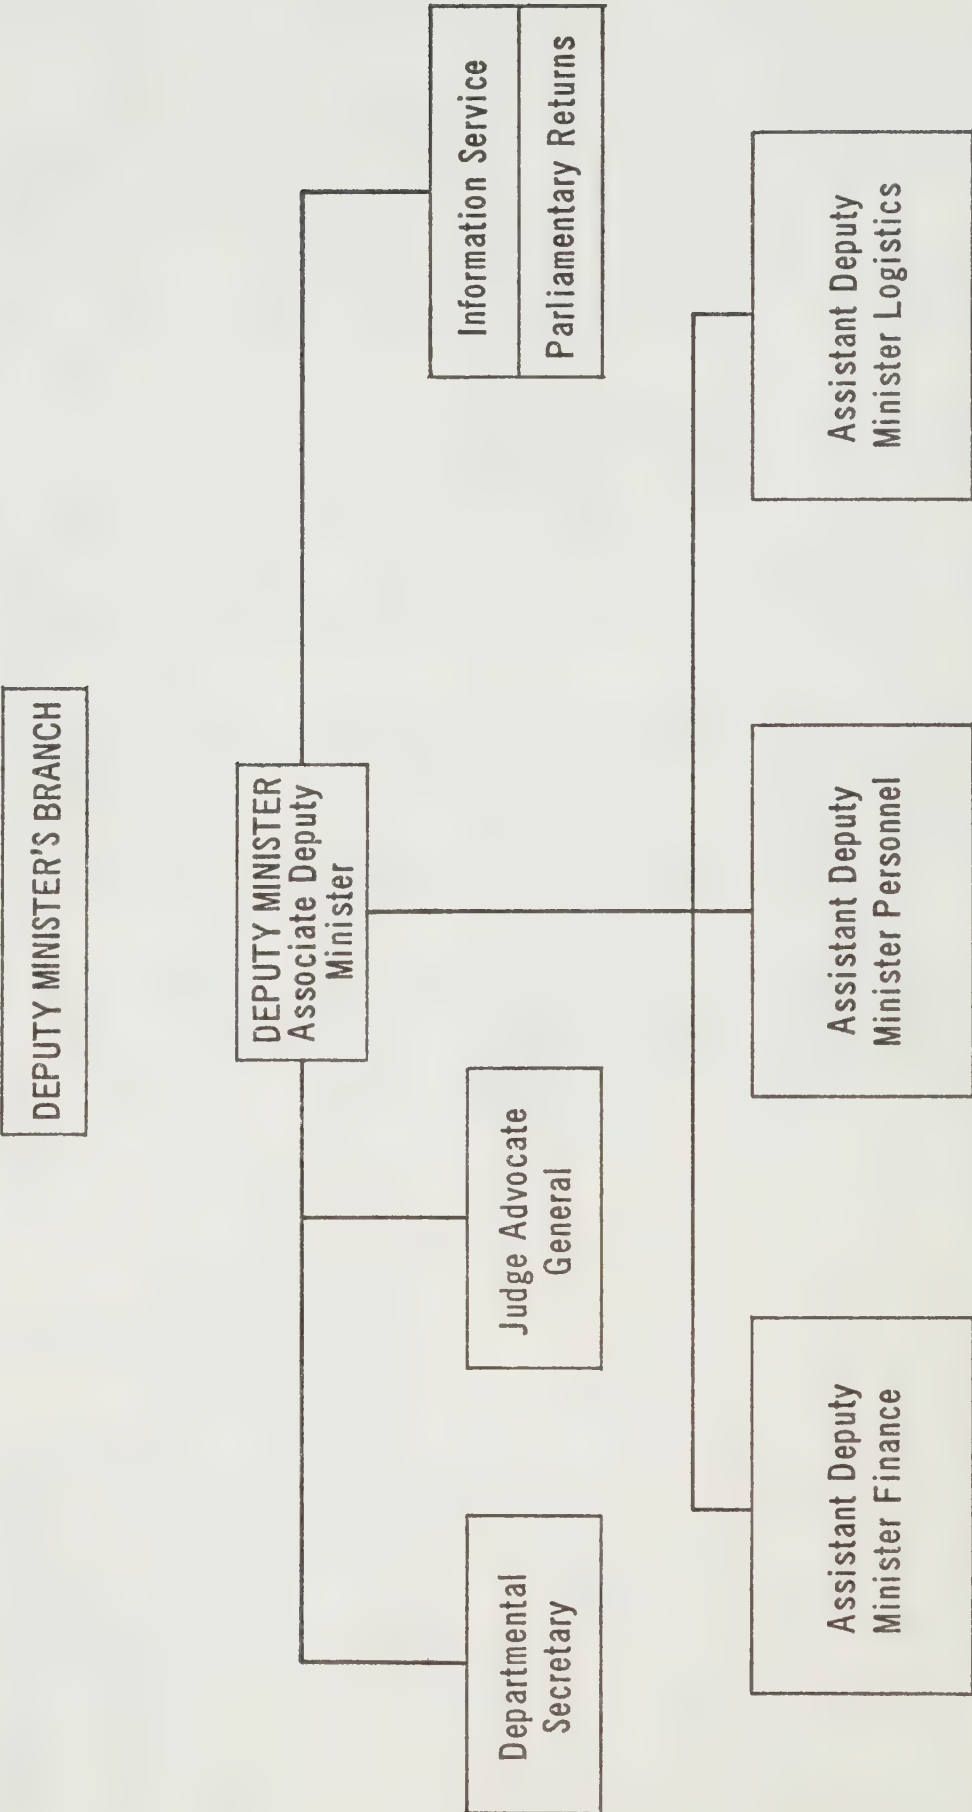 DEPUTY MINISTER'S BRANCH
DEPUTY MINISTER
Associate Deputy
Minister
Departmental
Secretary
Judge Advocate
General
Information Service
Parliamentary Returns
Assistant Deputy
Minister Finance
Assistant Deputy
Minister Personnel
Assistant Deputy
Minister Logistics